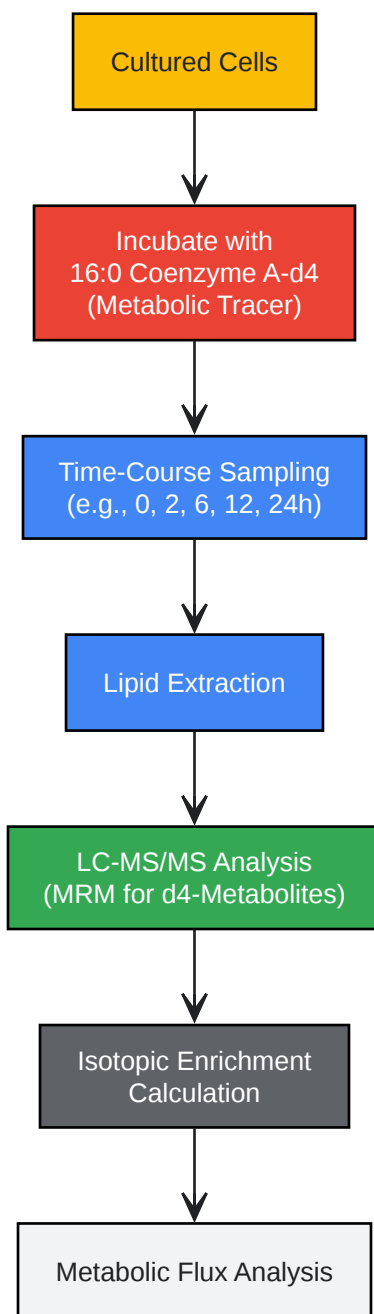 Cultured Cells
Incubate with
16:0 Coenzyme A-d4
(Metabolic Tracer)
Time-Course Sampling
(e.g., 0, 2, 6, 12, 24h)
Lipid Extraction
LC-MS/MS Analysis
(MRM for d4-Metabolites)
Isotopic Enrichment
Calculation
Metabolic Flux Analysis